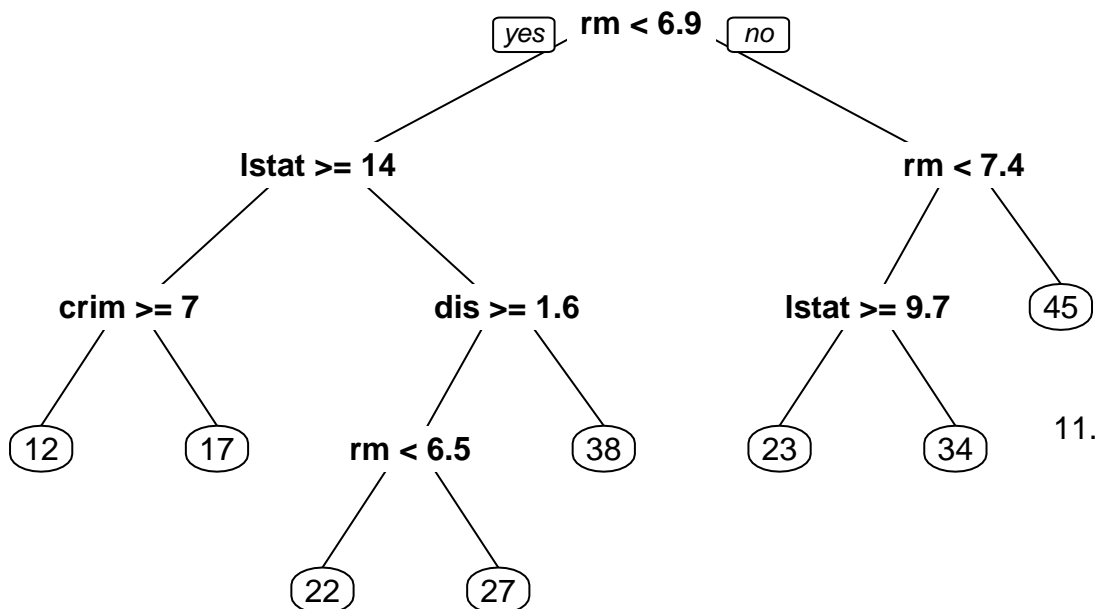 rm < 6.9
yes
no
lstat >= 14
rm < 7.4
crim >= 7
dis >= 1.6
lstat >= 9.7
45
12
17
rm < 6.5
38
23
34
11.
22
27